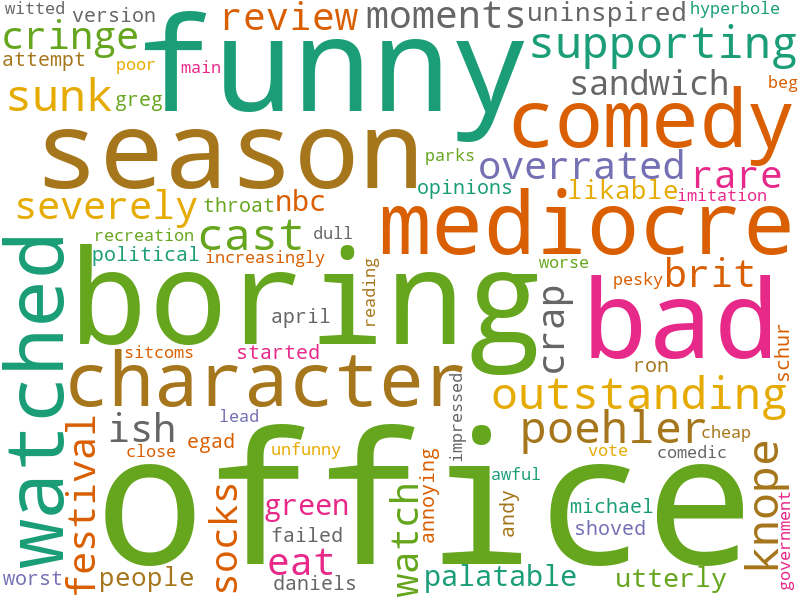 witted
version
review
moments
uninspired
hyperbole
cringe
funny
supporting
attempt
poor
main
sandwich
beg
sunk
greg
comedy
season
parks
overrated
rare
opinions
likable
imitation
severely
throat
nbc
mediocre
recreation
cast
dull
political
increasingly
boring
reading
worse
pesky
brit
watched
april
crap
bad
sitcoms
started
schur
ron
character
impressed
outstanding
festival
ish
lead
egad
close
unfunny
poehler
cheap
vote
comedic
office
socks
green
watch
annoying
awful
andy
michael
knope
government
failed
shoved
eat
worst
people
daniels
palatable
utterly